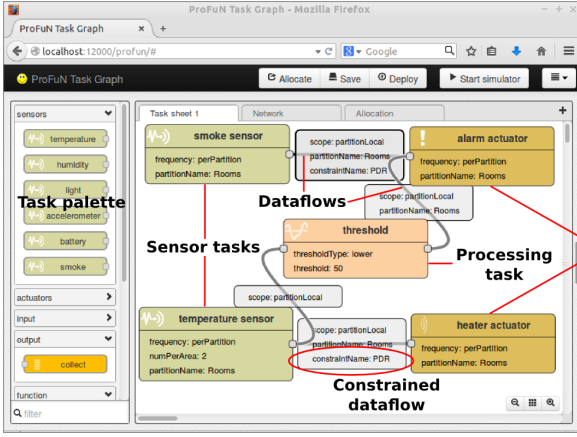 ProFuN Task Graph - Mozilla Firefox
ProFuN Task Graph
localhost:12000/profun/#
Google
ProFuN Task Graph
Allocate
Save
Deploy
Start simulator
sensors
temperature
humidity
light
accelerometer
battery
smoke
actuators
input
output
collect
function
filter
Task palette
Task sheet 1
Network
Allocation
smoke sensor
frequency: perPartition
partitionName: Rooms
scope: partitionLocal
partitionName: Rooms
constraintName: PDR
alarm actuator
frequency: perPartition
partitionName: Rooms
scope: partitionLocal
partitionName: Rooms
Dataflows
Sensor tasks
threshold
thresholdType: lower
threshold: 50
Processing
task
scope: partitionLocal
temperature sensor
frequency: perPartition
numPerArea: 2
partitionName: Rooms
scope: partitionLocal
partitionName: Rooms
constraintName: PDR
heater actuator
frequency: perPartition
partitionName: Rooms
Constrained
dataflow